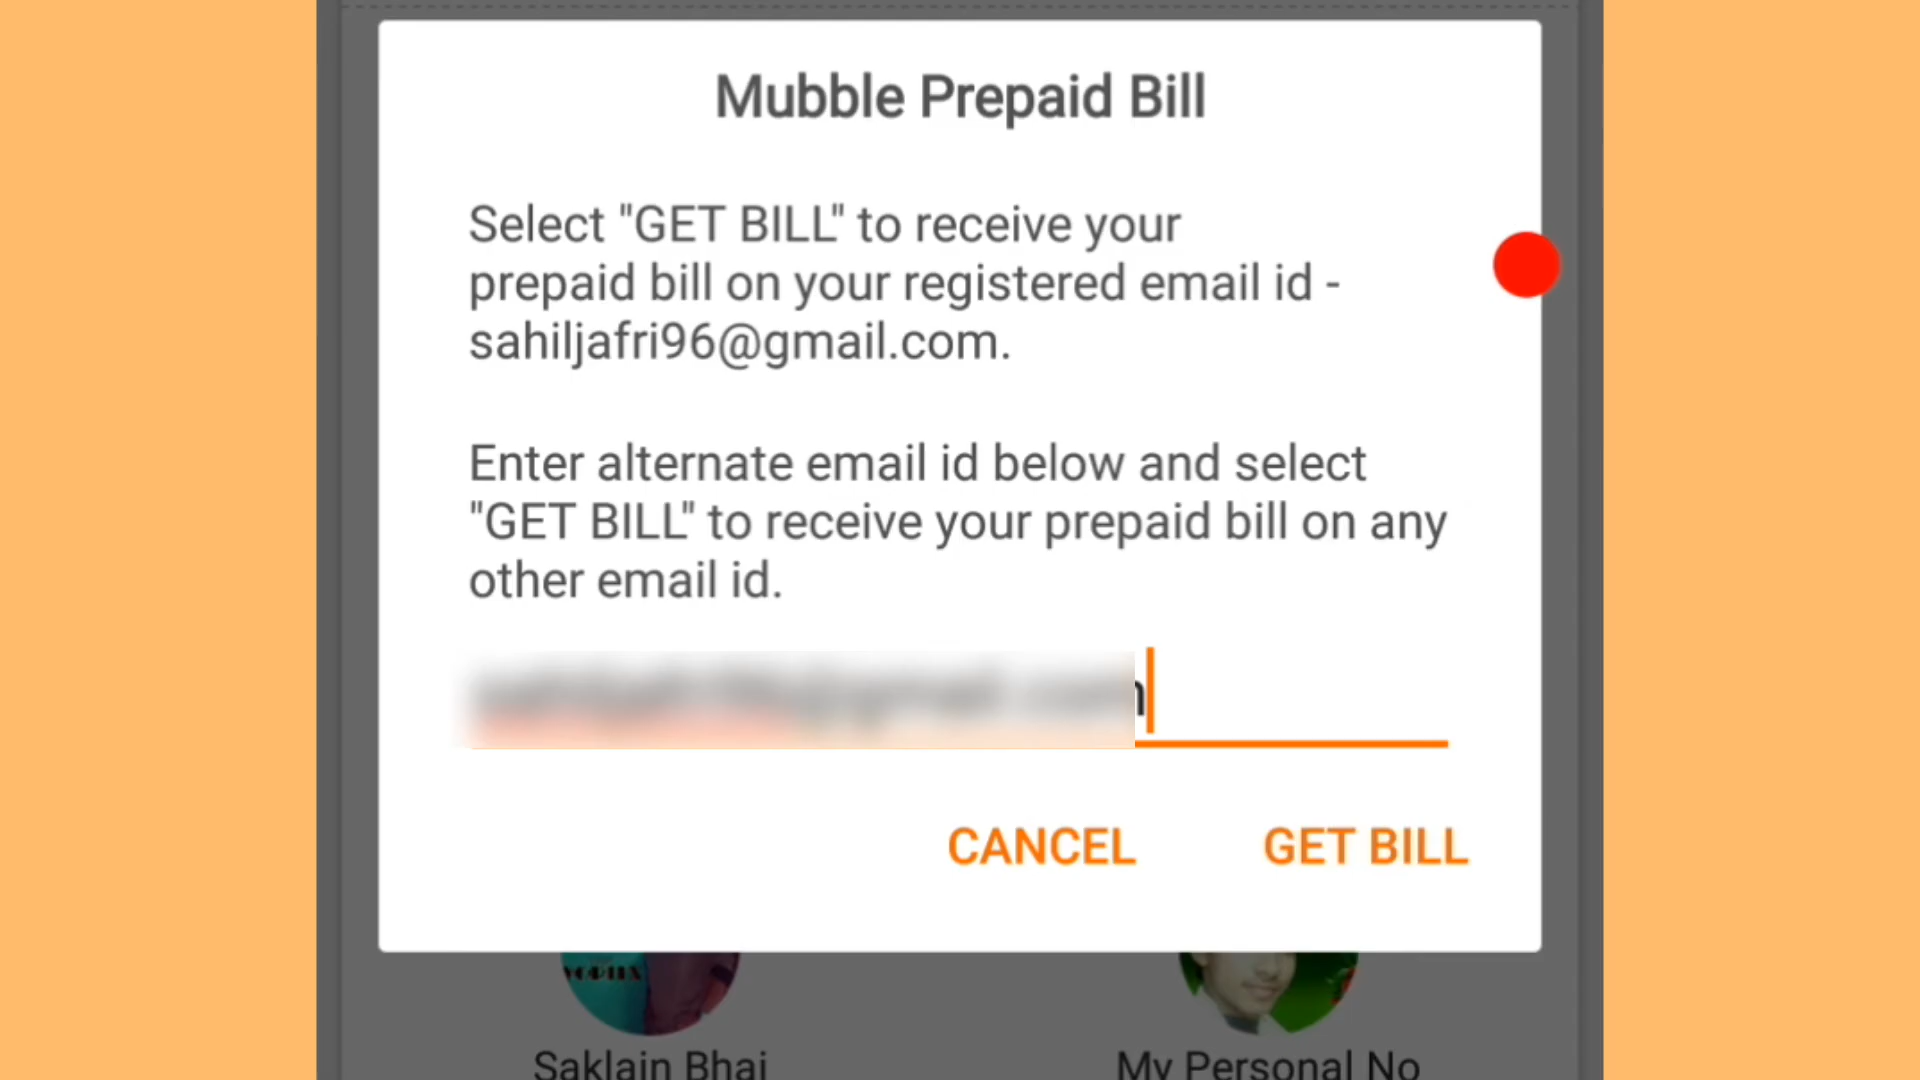 Mubble Prepaid Bill
Select "GET BILL" to receive your
prepaid bill on your registered email id -
sahiljafri96@gmail.com.
Enter alternate email id below and select
"GET BILL" to receive your prepaid bill on any
other email id.
CANCEL GET BILL
Saklain Bhai
My Personal No